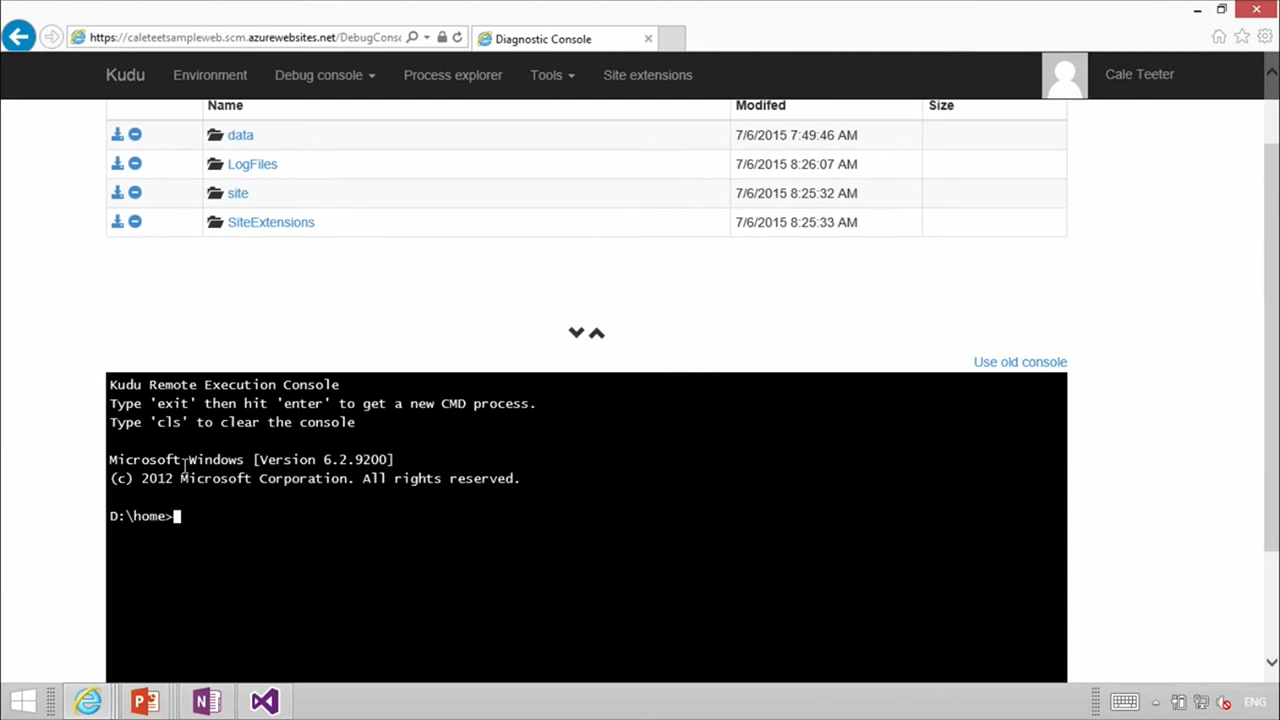 https://caleteetsampleweb.scm.azurewebsites.net/DebugConso
Diagnostic Console
Kudu Environment Debug console Process explorer Tools Site extensions Cale Teeter
Name Modifed Size
data 7/6/2015 7:49:46 AM
LogFiles 7/6/2015 8:26:07 AM
site 7/6/2015 8:25:32 AM
SiteExtensions 7/6/2015 8:25:33 AM
Use old console
Kudu Remote Execution Console
Type 'exit' then hit 'enter' to get a new CMD process.
Type 'cls' to clear the console
Microsoft Windows [Version 6.2.9200]
(c) 2012 Microsoft Corporation. All rights reserved.
D:\home>
ENG